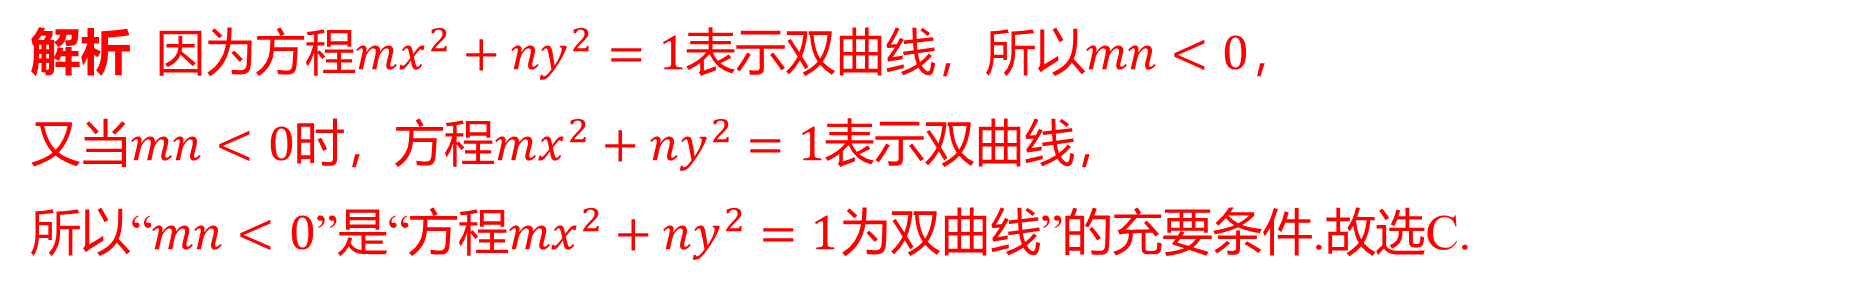 解析 因为方程mx² + ny² = 1表示双曲线，所以mn < 0，
又当mn < 0时，方程mx² + ny² = 1表示双曲线，
所以“mn < 0”是“方程mx² + ny² = 1为双曲线”的充要条件.故选C.